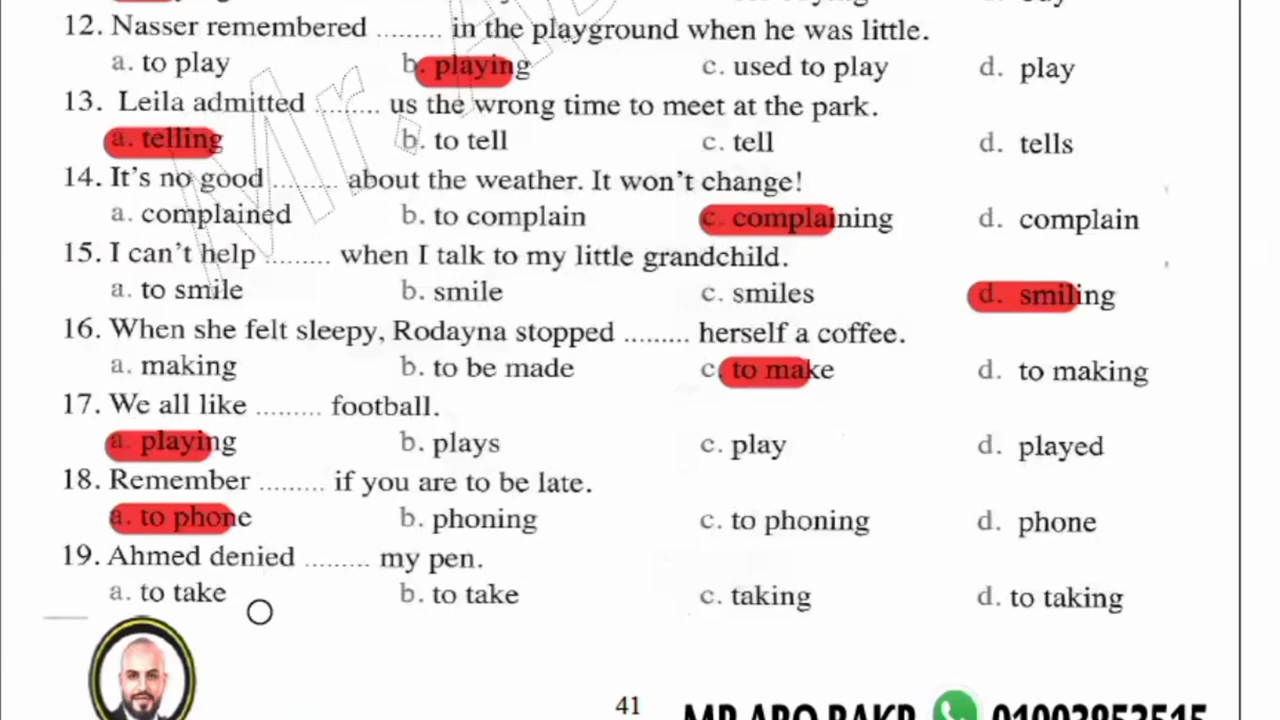 12. Nasser remembered ......... in the playground when he was little.
a. to play b. playing c. used to play d. play
13. Leila admitted ......... us the wrong time to meet at the park.
a. telling b. to tell c. tell d. tells
14. It's no good ......... about the weather. It won't change!
a. complained b. to complain c. complaining d. complain
15. I can't help ......... when I talk to my little grandchild.
a. to smile b. smile c. smiles d. smiling
16. When she felt sleepy, Rodayna stopped ......... herself a coffee.
a. making b. to be made c. to make d. to making
17. We all like ......... football.
a. playing b. plays c. play d. played
18. Remember ......... if you are to be late.
a. to phone b. phoning c. to phoning d. phone
19. Ahmed denied ......... my pen.
a. to take b. to take c. taking d. to taking
41
MR ABO BAKR 01003853515
Mr.